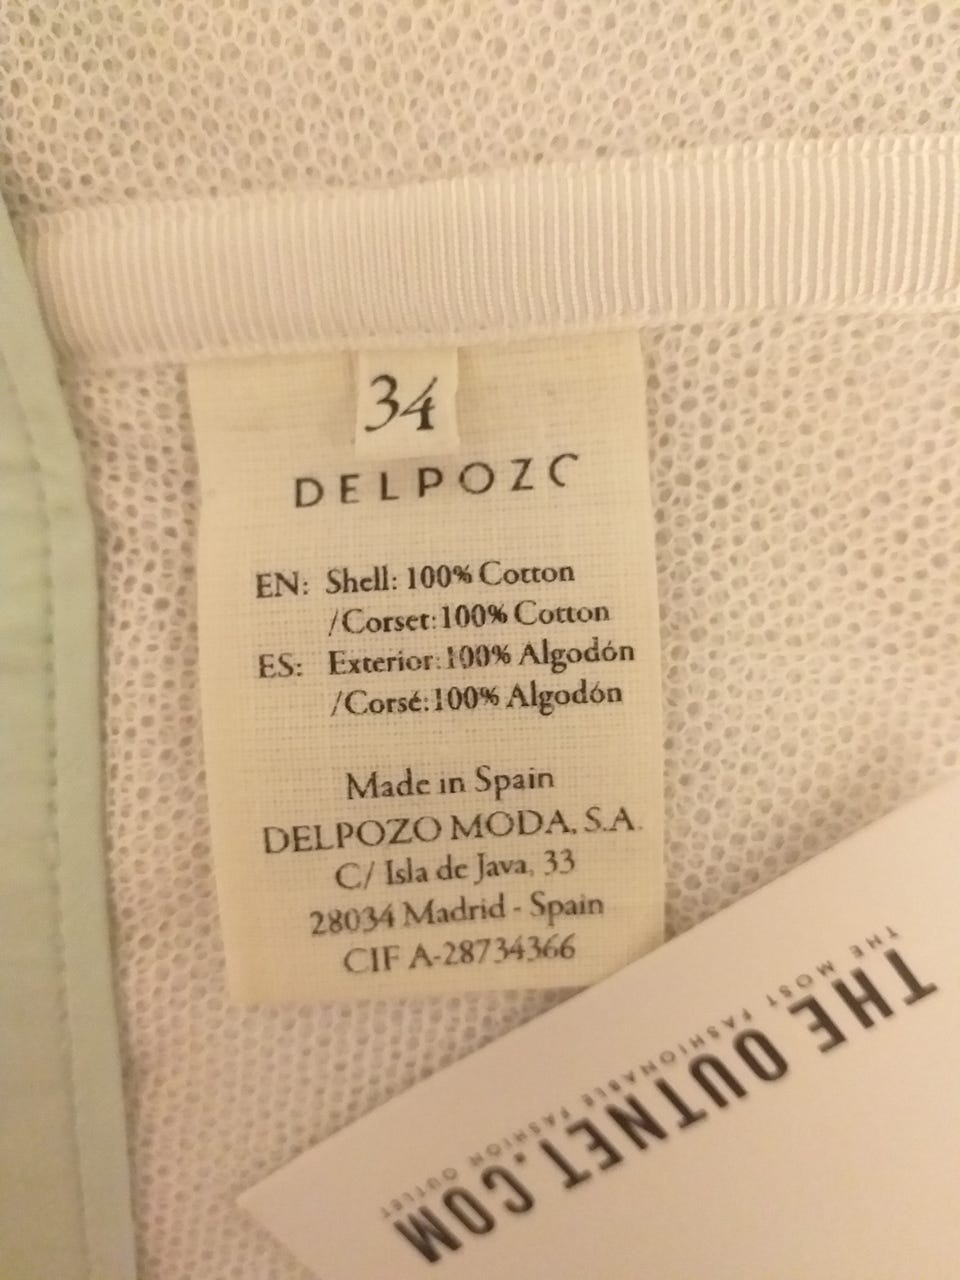 34
DELPOZO
EN: Shell: 100% Cotton
/Corset: 100% Cotton
ES: Exterior: 100% Algodón
/Corsé: 100% Algodón
Made in Spain
DELPOZO MODA, S.A.
C/ Isla de Java, 33
28034 Madrid - Spain
CIF A-28734366
THE OUTNET.COM
THE MOST FASHIONABLE FASHION OUTLET